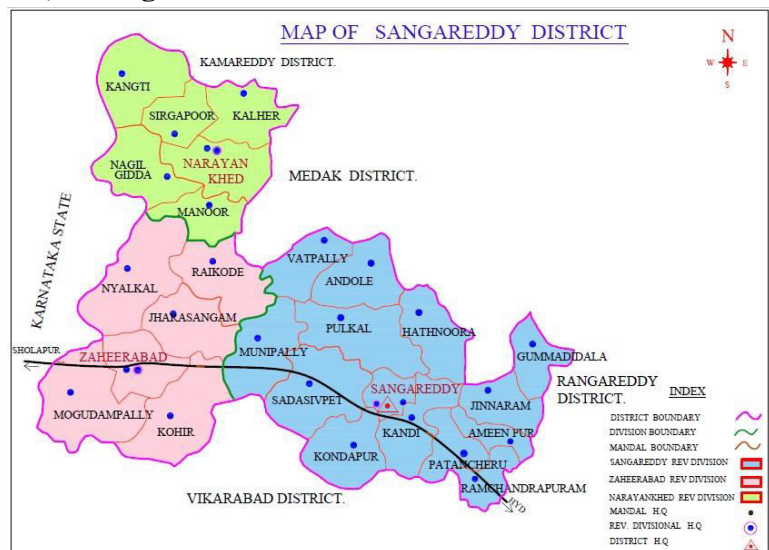 MAP OF SANGAREDDY DISTRICT
N
W
E
S
KAMAREDDY DISTRICT.
KANGTI
SIRGAPOOR
KALHER
NAGIL
GIDDA
NARAYAN
KHED
MANOOR
MEDAK DISTRICT.
KARNATAKA STATE
NYALKAL
RAIKODE
JHARASANGAM
SHOLAPUR
ZAHEERABAD
MOGUDAMPALLY
KOHIR
VATPALLY
ANDOLE
PULKAL
HATHNOORA
MUNIPALLY
SADASIVPET
SANGAREDDY
KANDI
KONDAPUR
GUMMADIDALA
JINNARAM
AMEEN PUR
PATANCHERU
RAMCHANDRAPURAM
HYD
RANGAREDDY
DISTRICT.
VIKARABAD DISTRICT.
INDEX
DISTRICT BOUNDARY
DIVISION BOUNDARY
MANDAL BOUNDARY
SANGAREDDY REV DIVISION
ZAHEERABAD REV DIVISION
NARAYANKHED REV DIVISION
MANDAL H.Q
REV. DIVISIONAL H.Q
DISTRICT H.Q